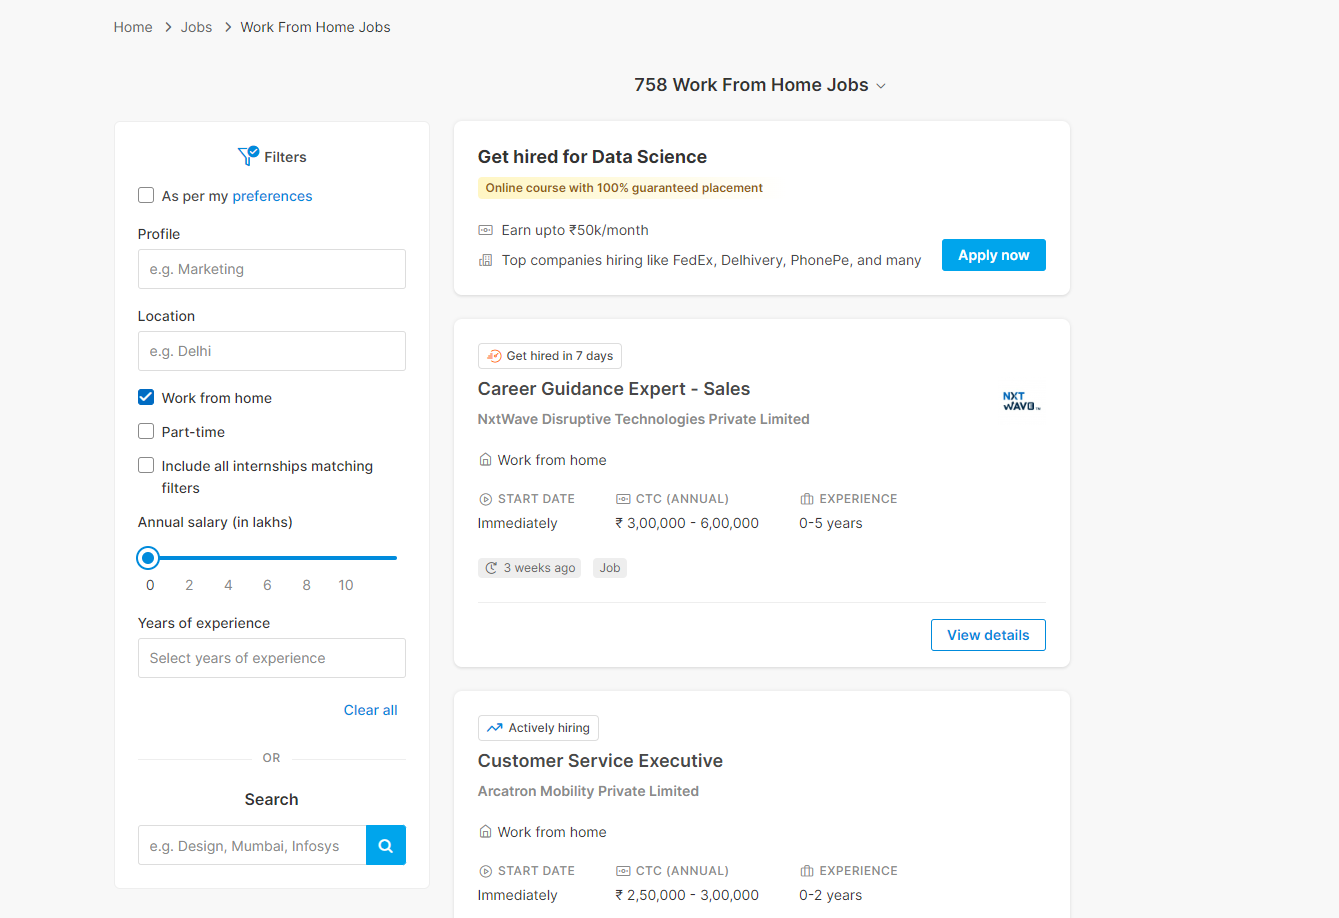 Home > Jobs > Work From Home Jobs
758 Work From Home Jobs
Filters
As per my preferences
Profile
e.g. Marketing
Location
e.g. Delhi
Work from home
Part-time
Include all internships matching
filters
Annual salary (in lakhs)
0 2 4 6 8 10
Years of experience
Select years of experience
Clear all
OR
Search
e.g. Design, Mumbai, Infosys
Get hired for Data Science
Online course with 100% guaranteed placement
Earn upto ₹50k/month
Top companies hiring like FedEx, Delhivery, PhonePe, and many
Apply now
Get hired in 7 days
Career Guidance Expert - Sales
NxtWave Disruptive Technologies Private Limited
NXT
WAVE™
Work from home
START DATE CTC (ANNUAL) EXPERIENCE
Immediately ₹ 3,00,000 - 6,00,000 0-5 years
3 weeks ago Job
View details
Actively hiring
Customer Service Executive
Arcatron Mobility Private Limited
Work from home
START DATE CTC (ANNUAL) EXPERIENCE
Immediately ₹ 2,50,000 - 3,00,000 0-2 years